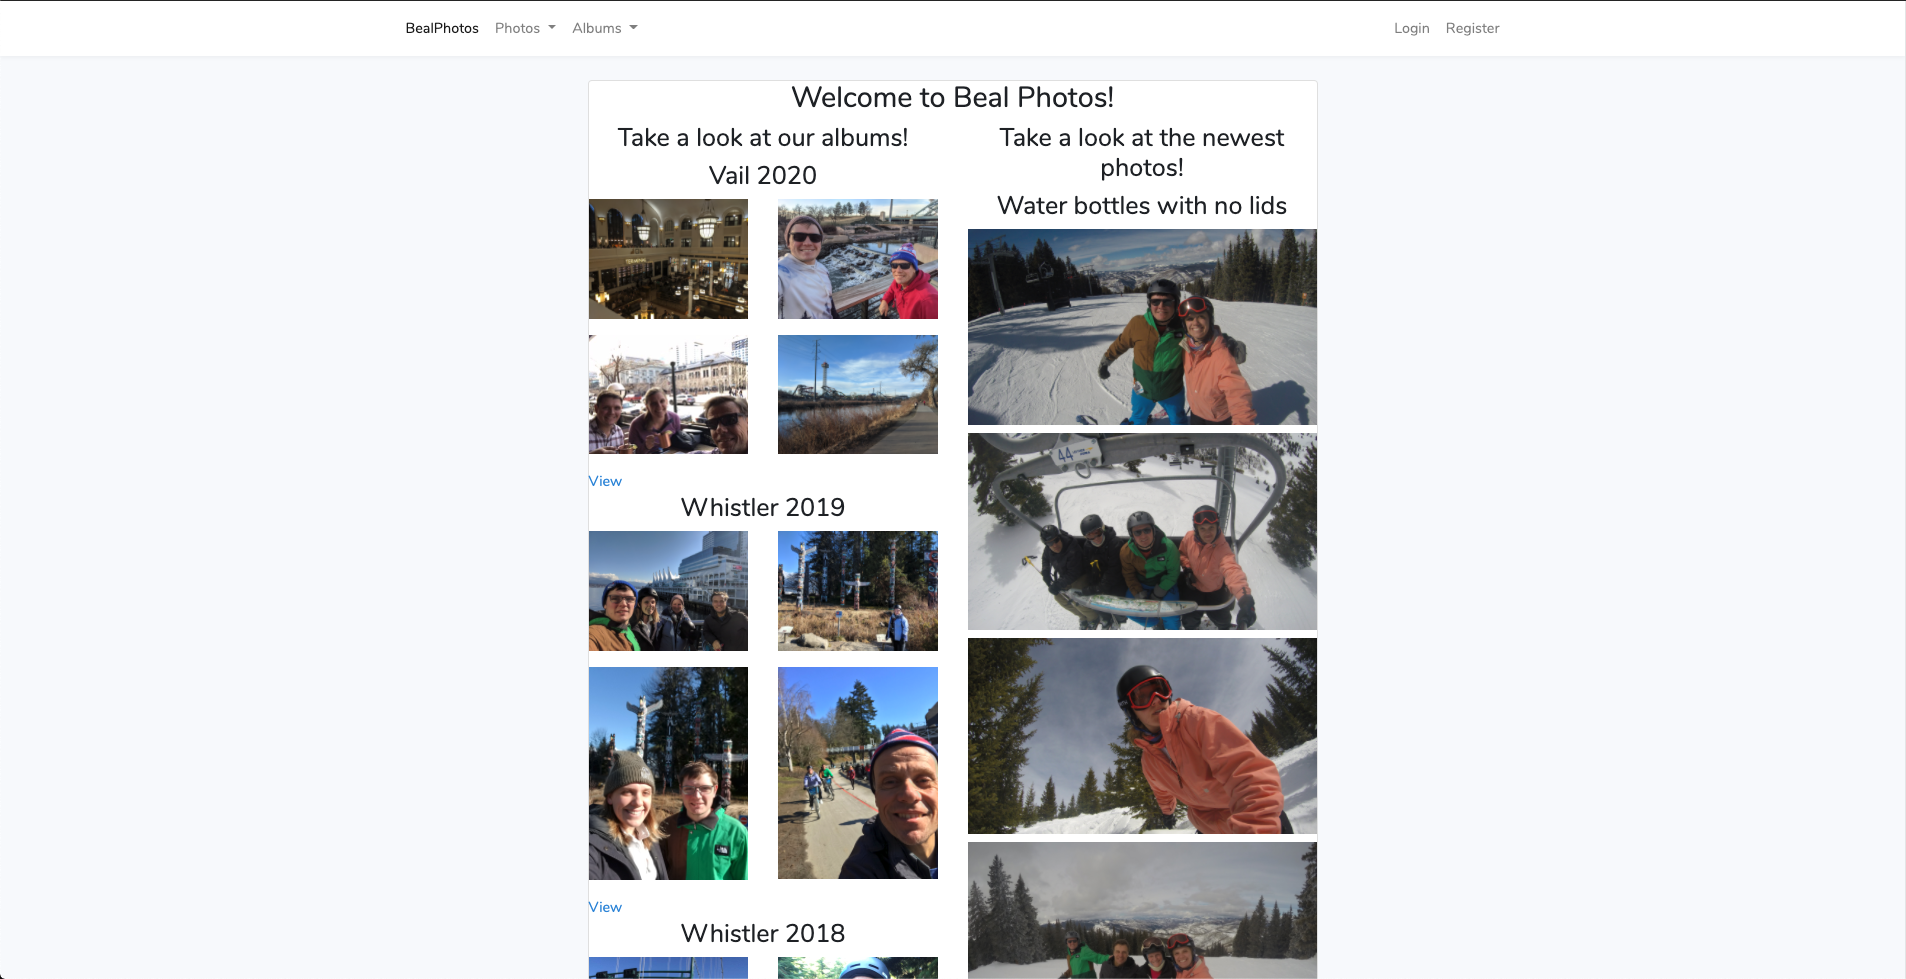 BealPhotos Photos Albums Login Register
Welcome to Beal Photos!
Take a look at our albums!
Vail 2020
View
Whistler 2019
View
Whistler 2018
Take a look at the newest
photos!
Water bottles with no lids
44